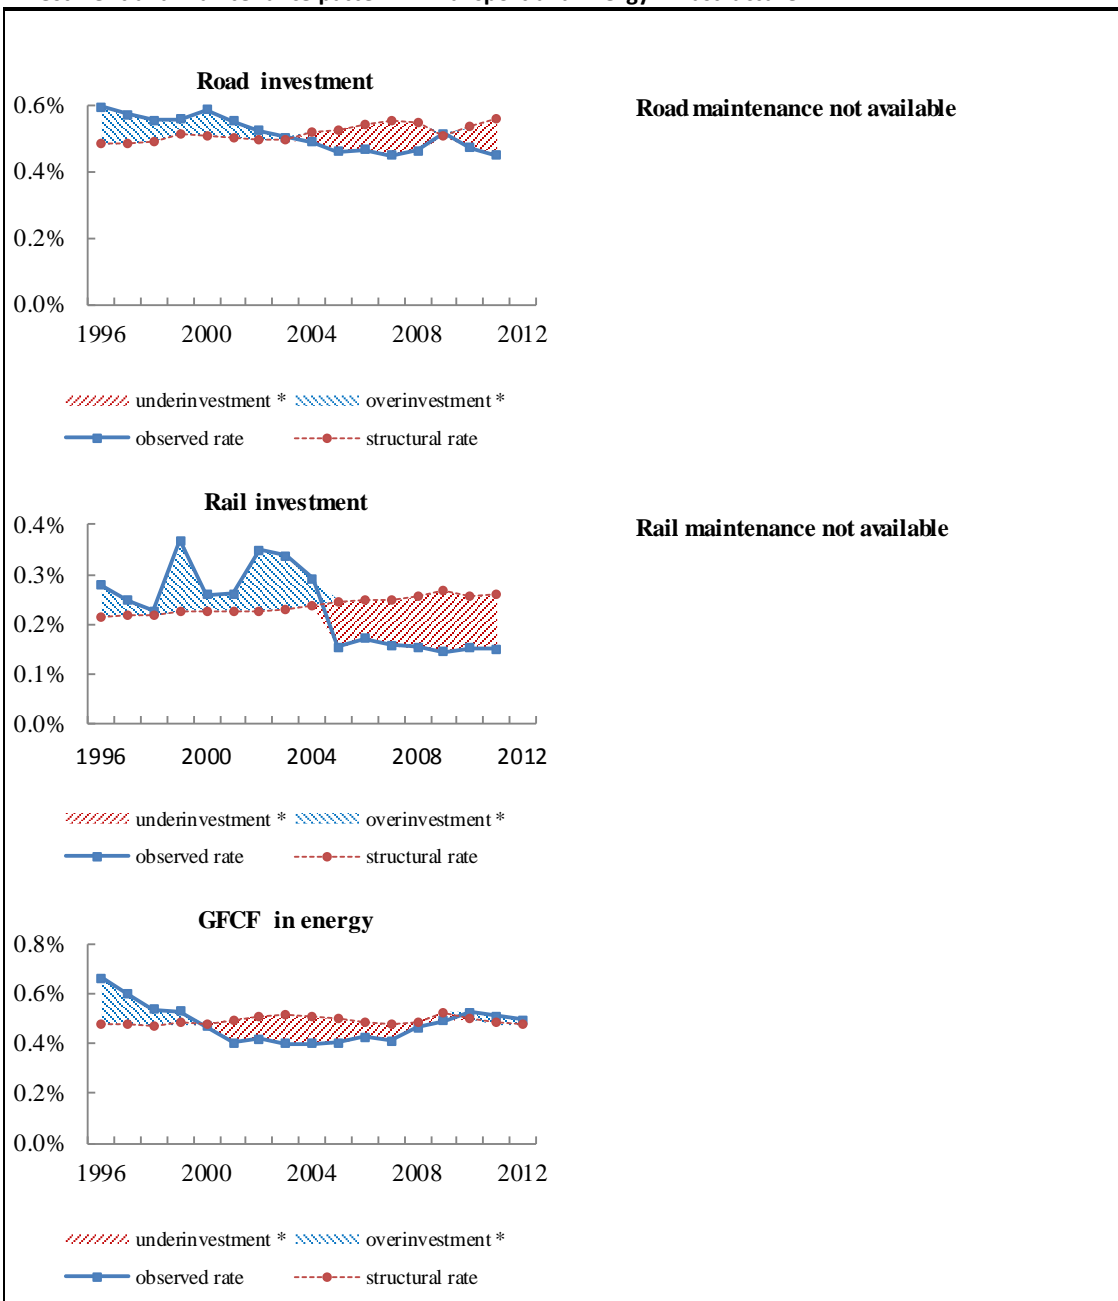 Road investment
Road maintenance not available
0.6%
0.4%
0.2%
0.0%
1996 2000 2004 2008 2012
underinvestment * overinvestment *
observed rate structural rate
Rail investment
Rail maintenance not available
0.4%
0.3%
0.2%
0.1%
0.0%
1996 2000 2004 2008 2012
underinvestment * overinvestment *
observed rate structural rate
GFCF in energy
0.8%
0.6%
0.4%
0.2%
0.0%
1996 2000 2004 2008 2012
underinvestment * overinvestment *
observed rate structural rate